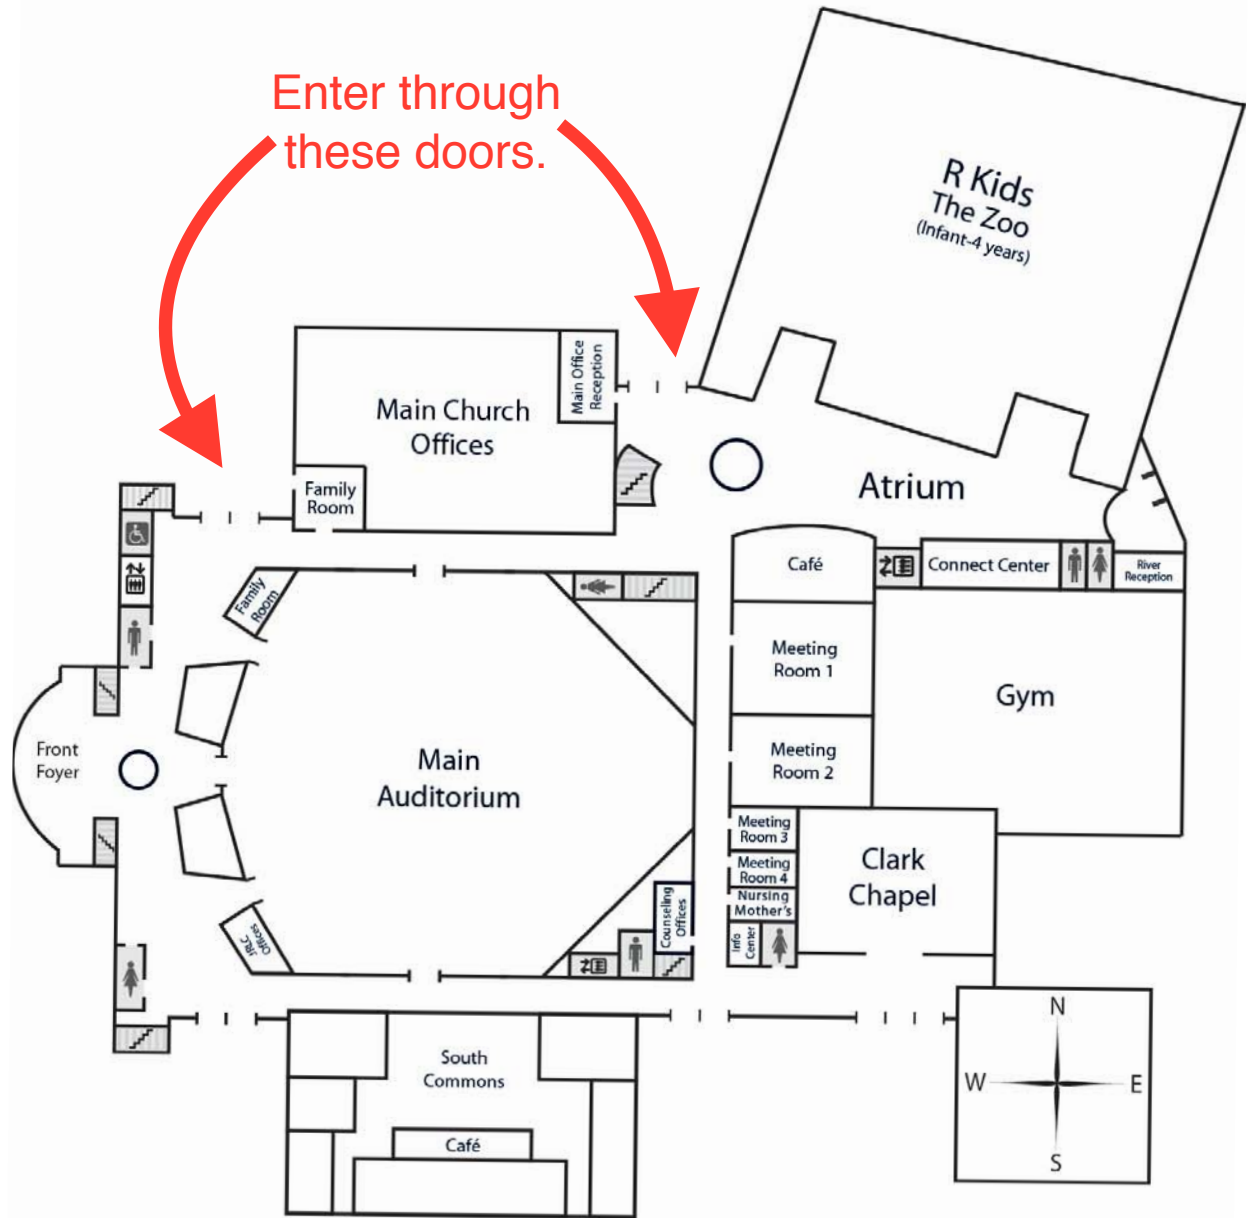 Enter through
these doors.
R Kids
The Zoo
(Infant-4 years)
Main Office
Reception
Main Church
Offices
Family
Room
Atrium
Café
Connect Center
River
Reception
Family
Room
Meeting
Room 1
Gym
Front
Foyer
Main
Auditorium
Meeting
Room 2
Meeting
Room 3
Meeting
Room 4
Nursing
Mother's
Info
Center
Clark
Chapel
Counseling
Offices
JRC
Offices
South
Commons
Café
N
W
E
S